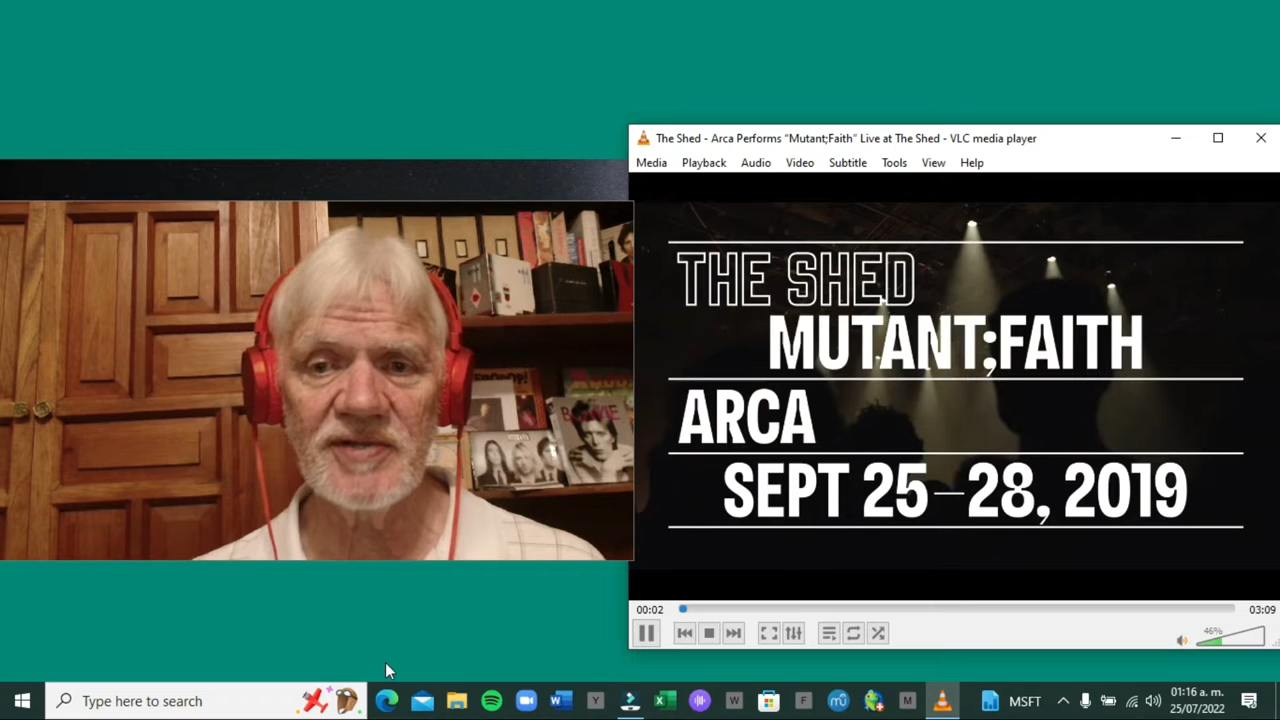 The Shed - Arca Performs “Mutant;Faith” Live at The Shed - VLC media player
Media Playback Audio Video Subtitle Tools View Help
THE SHED
MUTANT;FAITH
ARCA
SEPT 25–28, 2019
BOWIE
00:02
03:09
46%
Type here to search
W
Y
X
W
F
M
MSFT
01:16 a. m.
25/07/2022